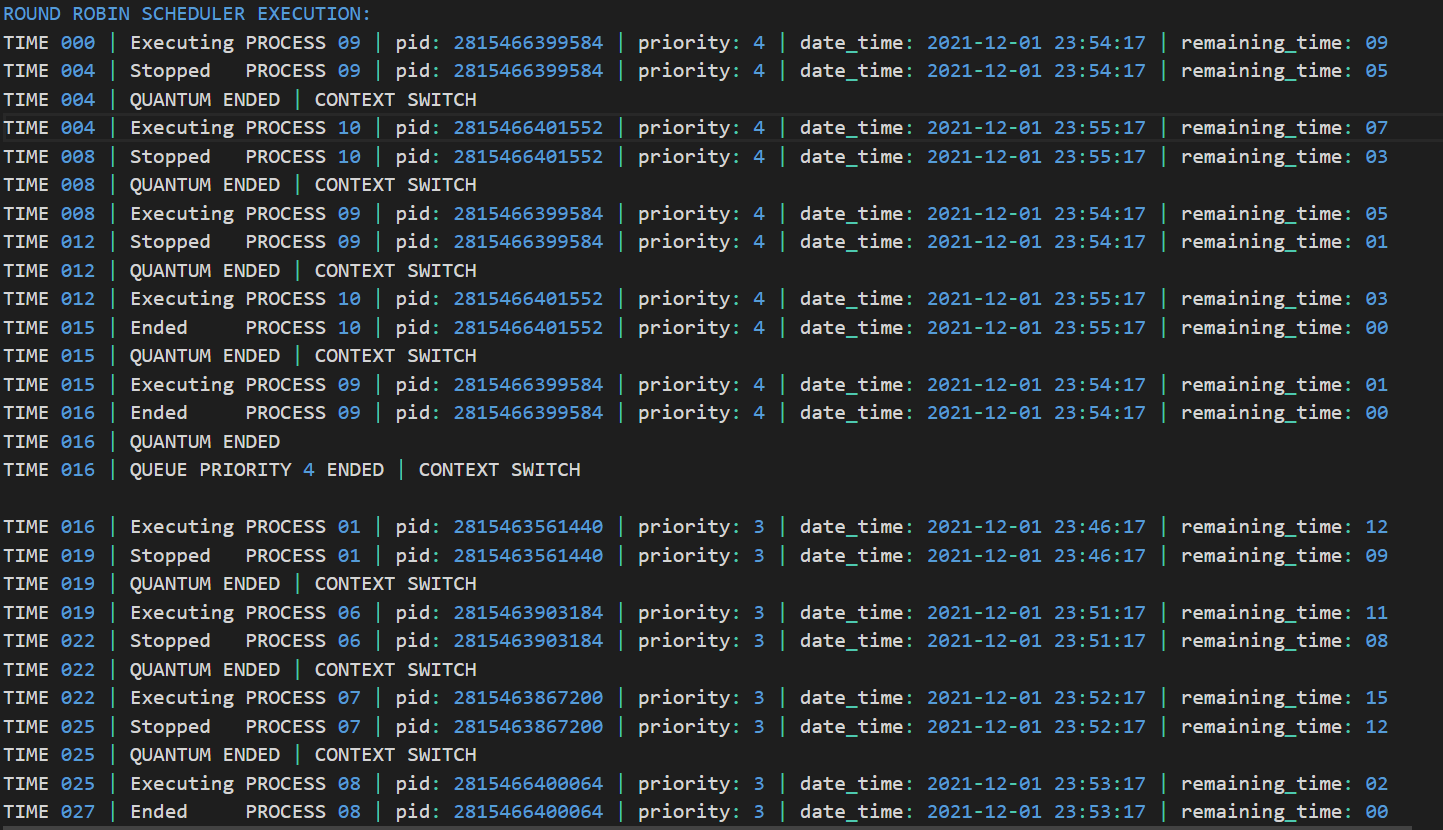 ROUND ROBIN SCHEDULER EXECUTION:
TIME 000 | Executing PROCESS 09 | pid: 2815466399584 | priority: 4 | date_time: 2021-12-01 23:54:17 | remaining_time: 09
TIME 004 | Stopped   PROCESS 09 | pid: 2815466399584 | priority: 4 | date_time: 2021-12-01 23:54:17 | remaining_time: 05
TIME 004 | QUANTUM ENDED | CONTEXT SWITCH
TIME 004 | Executing PROCESS 10 | pid: 2815466401552 | priority: 4 | date_time: 2021-12-01 23:55:17 | remaining_time: 07
TIME 008 | Stopped   PROCESS 10 | pid: 2815466401552 | priority: 4 | date_time: 2021-12-01 23:55:17 | remaining_time: 03
TIME 008 | QUANTUM ENDED | CONTEXT SWITCH
TIME 008 | Executing PROCESS 09 | pid: 2815466399584 | priority: 4 | date_time: 2021-12-01 23:54:17 | remaining_time: 05
TIME 012 | Stopped   PROCESS 09 | pid: 2815466399584 | priority: 4 | date_time: 2021-12-01 23:54:17 | remaining_time: 01
TIME 012 | QUANTUM ENDED | CONTEXT SWITCH
TIME 012 | Executing PROCESS 10 | pid: 2815466401552 | priority: 4 | date_time: 2021-12-01 23:55:17 | remaining_time: 03
TIME 015 | Ended     PROCESS 10 | pid: 2815466401552 | priority: 4 | date_time: 2021-12-01 23:55:17 | remaining_time: 00
TIME 015 | QUANTUM ENDED | CONTEXT SWITCH
TIME 015 | Executing PROCESS 09 | pid: 2815466399584 | priority: 4 | date_time: 2021-12-01 23:54:17 | remaining_time: 01
TIME 016 | Ended     PROCESS 09 | pid: 2815466399584 | priority: 4 | date_time: 2021-12-01 23:54:17 | remaining_time: 00
TIME 016 | QUANTUM ENDED
TIME 016 | QUEUE PRIORITY 4 ENDED | CONTEXT SWITCH

TIME 016 | Executing PROCESS 01 | pid: 2815463561440 | priority: 3 | date_time: 2021-12-01 23:46:17 | remaining_time: 12
TIME 019 | Stopped   PROCESS 01 | pid: 2815463561440 | priority: 3 | date_time: 2021-12-01 23:46:17 | remaining_time: 09
TIME 019 | QUANTUM ENDED | CONTEXT SWITCH
TIME 019 | Executing PROCESS 06 | pid: 2815463903184 | priority: 3 | date_time: 2021-12-01 23:51:17 | remaining_time: 11
TIME 022 | Stopped   PROCESS 06 | pid: 2815463903184 | priority: 3 | date_time: 2021-12-01 23:51:17 | remaining_time: 08
TIME 022 | QUANTUM ENDED | CONTEXT SWITCH
TIME 022 | Executing PROCESS 07 | pid: 2815463867200 | priority: 3 | date_time: 2021-12-01 23:52:17 | remaining_time: 15
TIME 025 | Stopped   PROCESS 07 | pid: 2815463867200 | priority: 3 | date_time: 2021-12-01 23:52:17 | remaining_time: 12
TIME 025 | QUANTUM ENDED | CONTEXT SWITCH
TIME 025 | Executing PROCESS 08 | pid: 2815466400064 | priority: 3 | date_time: 2021-12-01 23:53:17 | remaining_time: 02
TIME 027 | Ended     PROCESS 08 | pid: 2815466400064 | priority: 3 | date_time: 2021-12-01 23:53:17 | remaining_time: 00